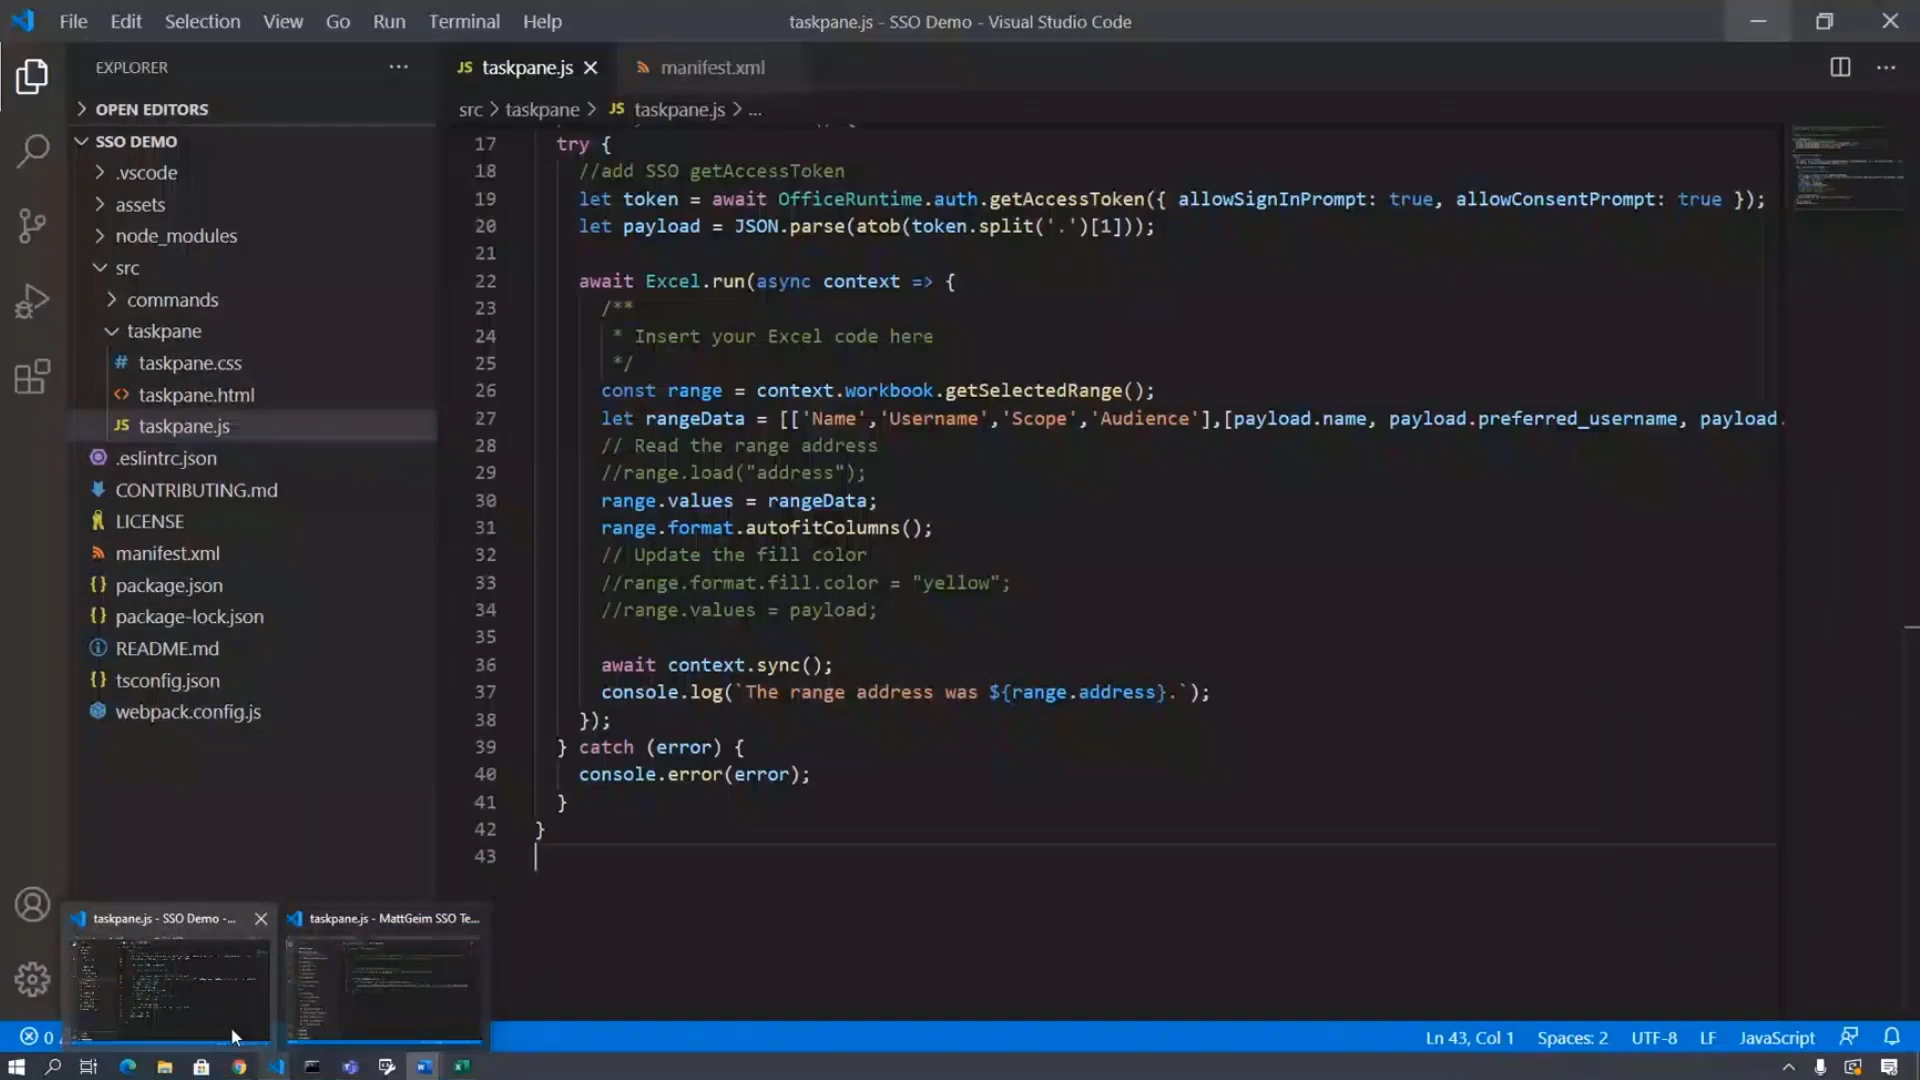 File Edit Selection View Go Run Terminal Help
taskpane.js - SSO Demo - Visual Studio Code
EXPLORER
OPEN EDITORS
SSO DEMO
.vscode
assets
node_modules
src
commands
taskpane
taskpane.css
taskpane.html
taskpane.js
.eslintrc.json
CONTRIBUTING.md
LICENSE
manifest.xml
package.json
package-lock.json
README.md
tsconfig.json
webpack.config.js
JS taskpane.js
manifest.xml
src > taskpane > JS taskpane.js > ...
17 try {
18 //add SSO getAccessToken
19 let token = await OfficeRuntime.auth.getAccessToken({ allowSignInPrompt: true, allowConsentPrompt: true });
20 let payload = JSON.parse(atob(token.split('.')[1]));
21
22 await Excel.run(async context => {
23 /**
24 * Insert your Excel code here
25 */
26 const range = context.workbook.getSelectedRange();
27 let rangeData = [['Name','Username','Scope','Audience'],[payload.name, payload.preferred_username, payload.
28 // Read the range address
29 //range.load("address");
30 range.values = rangeData;
31 range.format.autofitColumns();
32 // Update the fill color
33 //range.format.fill.color = "yellow";
34 //range.values = payload;
35
36 await context.sync();
37 console.log(`The range address was ${range.address}.`);
38 });
39 } catch (error) {
40 console.error(error);
41 }
42 }
43
taskpane.js - SSO Demo -...
taskpane.js - MattGeim SSO Te...
0
Ln 43, Col 1 Spaces: 2 UTF-8 LF JavaScript